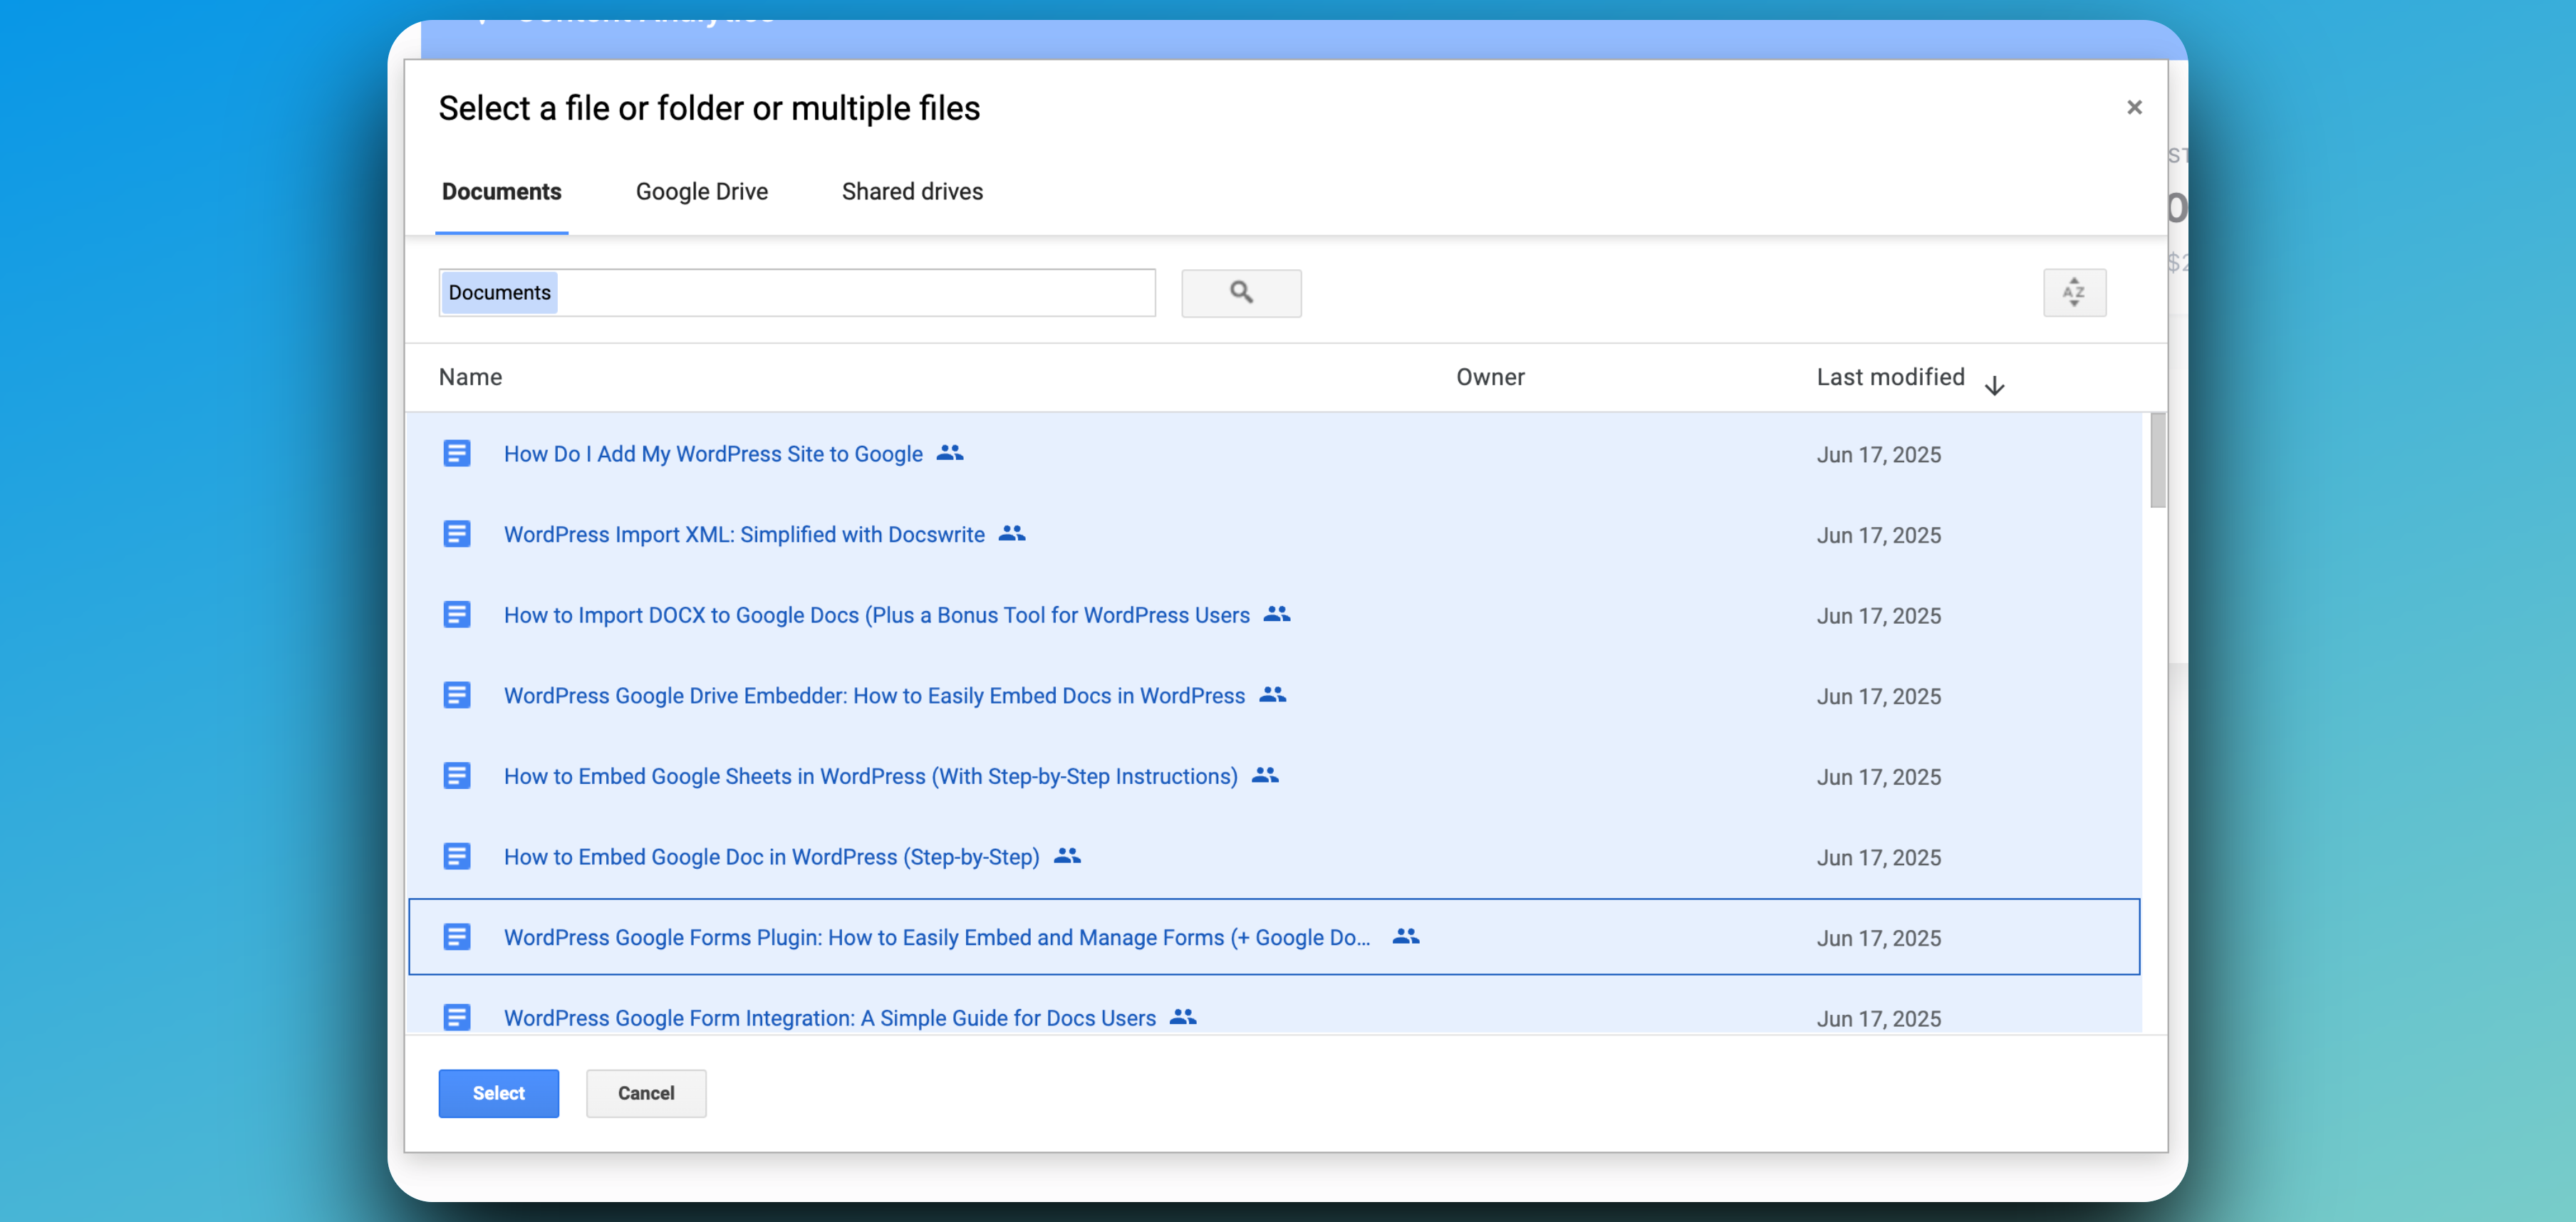 Select a file or folder or multiple files
×
Documents Google Drive Shared drives
Documents
AZ
Name Owner Last modified
How Do I Add My WordPress Site to Google Jun 17, 2025
WordPress Import XML: Simplified with Docswrite Jun 17, 2025
How to Import DOCX to Google Docs (Plus a Bonus Tool for WordPress Users Jun 17, 2025
WordPress Google Drive Embedder: How to Easily Embed Docs in WordPress Jun 17, 2025
How to Embed Google Sheets in WordPress (With Step-by-Step Instructions) Jun 17, 2025
How to Embed Google Doc in WordPress (Step-by-Step) Jun 17, 2025
WordPress Google Forms Plugin: How to Easily Embed and Manage Forms (+ Google Do... Jun 17, 2025
WordPress Google Form Integration: A Simple Guide for Docs Users Jun 17, 2025
Select Cancel